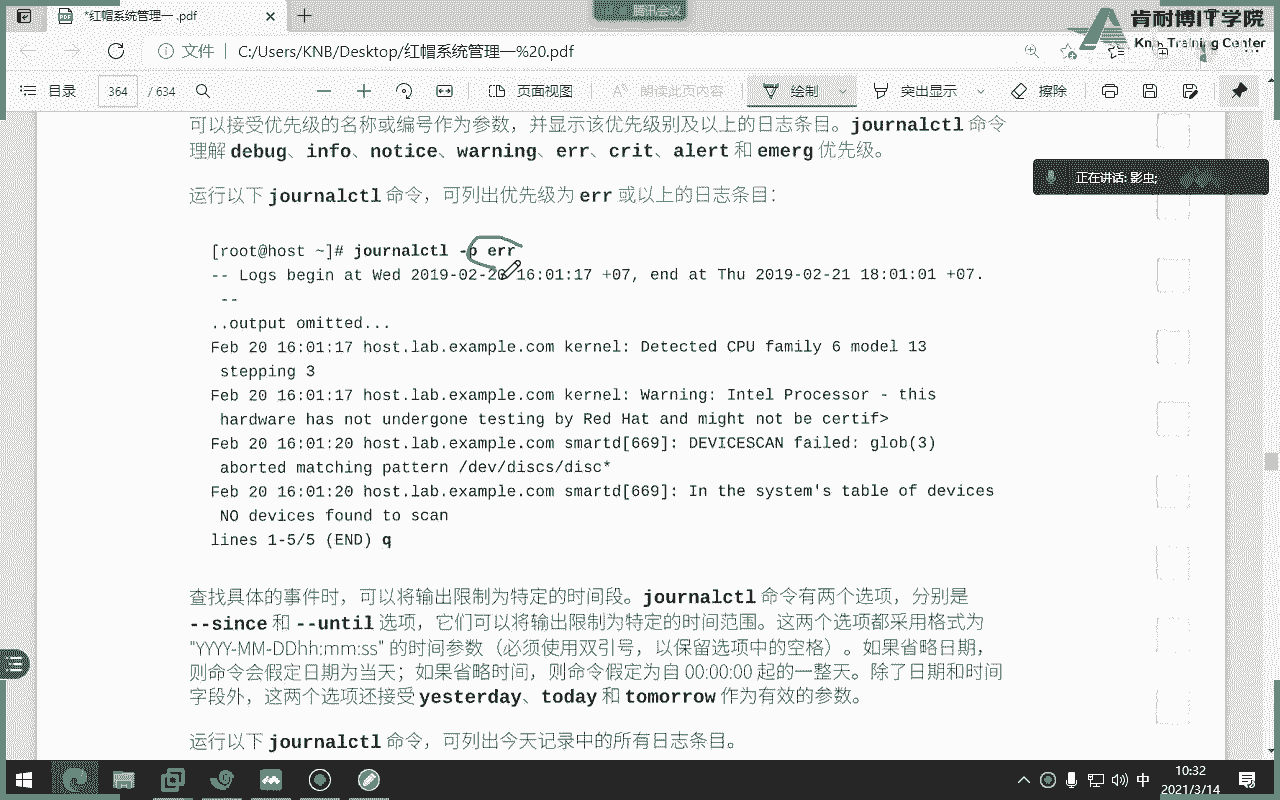 *红帽系统管理一 .pdf
腾讯会议
肯耐博IT学院
文件 C:/Users/KNB/Desktop/红帽系统管理一%20.pdf
目录 364 / 634 页面视图 朗读此页内容 绘制 突出显示 擦除
可以接受优先级的名称或编号作为参数，并显示该优先级别及以上的日志条目。journalctl 命令
理解 debug、info、notice、warning、err、crit、alert 和 emerg 优先级。
正在讲话: 影虫;
运行以下 journalctl 命令，可列出优先级为 err 或以上的日志条目：
[root@host ~]# journalctl -p err
-- Logs begin at Wed 2019-02-20 16:01:17 +07, end at Thu 2019-02-21 18:01:01 +07.
--
..output omitted...
Feb 20 16:01:17 host.lab.example.com kernel: Detected CPU family 6 model 13
stepping 3
Feb 20 16:01:17 host.lab.example.com kernel: Warning: Intel Processor - this
hardware has not undergone testing by Red Hat and might not be certif>
Feb 20 16:01:20 host.lab.example.com smartd[669]: DEVICESCAN failed: glob(3)
aborted matching pattern /dev/discs/disc*
Feb 20 16:01:20 host.lab.example.com smartd[669]: In the system's table of devices
NO devices found to scan
lines 1-5/5 (END) q
查找具体的事件时，可以将输出限制为特定的时间段。journalctl 命令有两个选项，分别是
--since 和 --until 选项，它们可以将输出限制为特定的时间范围。这两个选项都采用格式为
"YYYY-MM-DDhh:mm:ss" 的时间参数（必须使用双引号，以保留选项中的空格）。如果省略日期，
则命令会假定日期为当天；如果省略时间，则命令假定为自 00:00:00 起的一整天。除了日期和时间
字段外，这两个选项还接受 yesterday、today 和 tomorrow 作为有效的参数。
运行以下 journalctl 命令，可列出今天记录中的所有日志条目。
中
10:32
2021/3/14